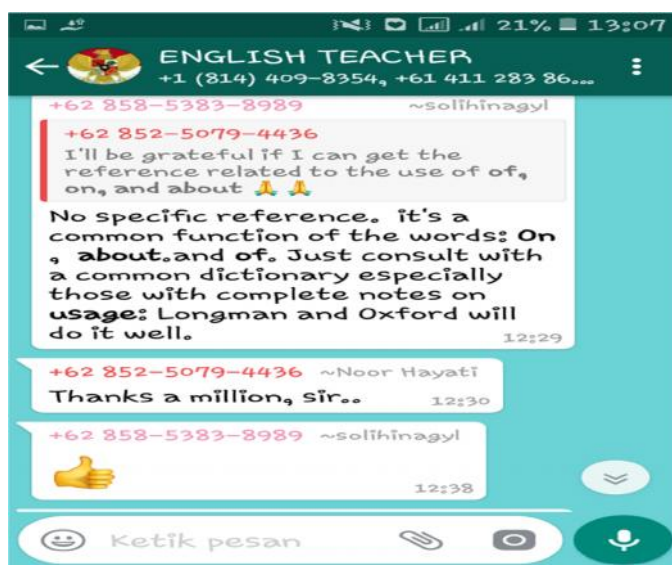 21% 13:07
ENGLISH TEACHER
+1 (814) 409-8354, +61 411 283 86...
+62 858-5383-8989 ~solihinagyl
+62 852-5079-4436
I'll be grateful if I can get the
reference related to the use of of,
on, and about 🙏 🙏
No specific reference. it's a
common function of the words: On
, about.and of. Just consult with
a common dictionary especially
those with complete notes on
usage: Longman and Oxford will
do it well.
12:29
+62 852-5079-4436 ~Noor Hayati
Thanks a million, sir..
12:30
+62 858-5383-8989 ~solihinagyl
👍
12:38
Ketik pesan